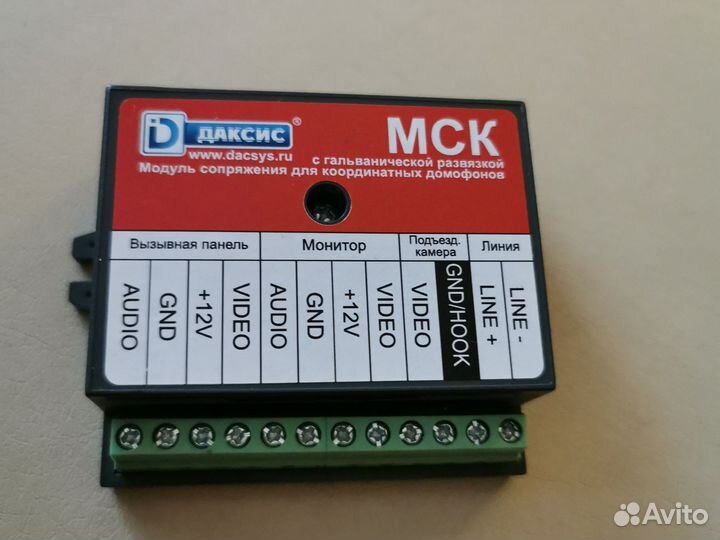 ДАКСИС®
www.dacsys.ru
МСК
с гальванической развязкой
Модуль сопряжения для координатных домофонов
Вызывная панель
Монитор
Подъезд. камера
Линия
AUDIO
GND
+12V
VIDEO
AUDIO
GND
+12V
VIDEO
VIDEO
GND/HOOK
LINE +
LINE -
Avito